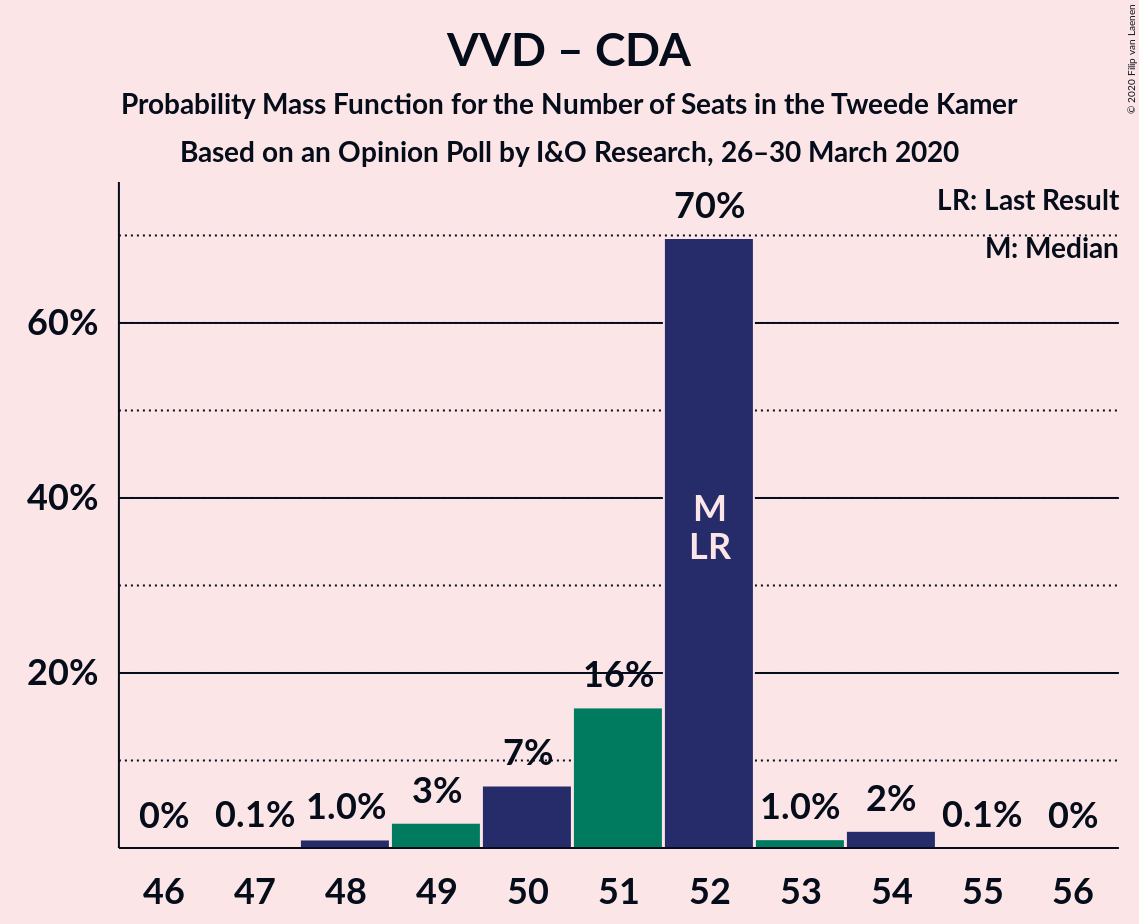 VVD – CDA
Probability Mass Function for the Number of Seats in the Tweede Kamer
Based on an Opinion Poll by I&O Research, 26–30 March 2020
© 2020 Filip van Laenen
LR: Last Result
M: Median
60%
40%
20%
0%
0.1%
1.0%
3%
7%
16%
70%
M
LR
1.0%
2%
0.1%
0%
46 47 48 49 50 51 52 53 54 55 56